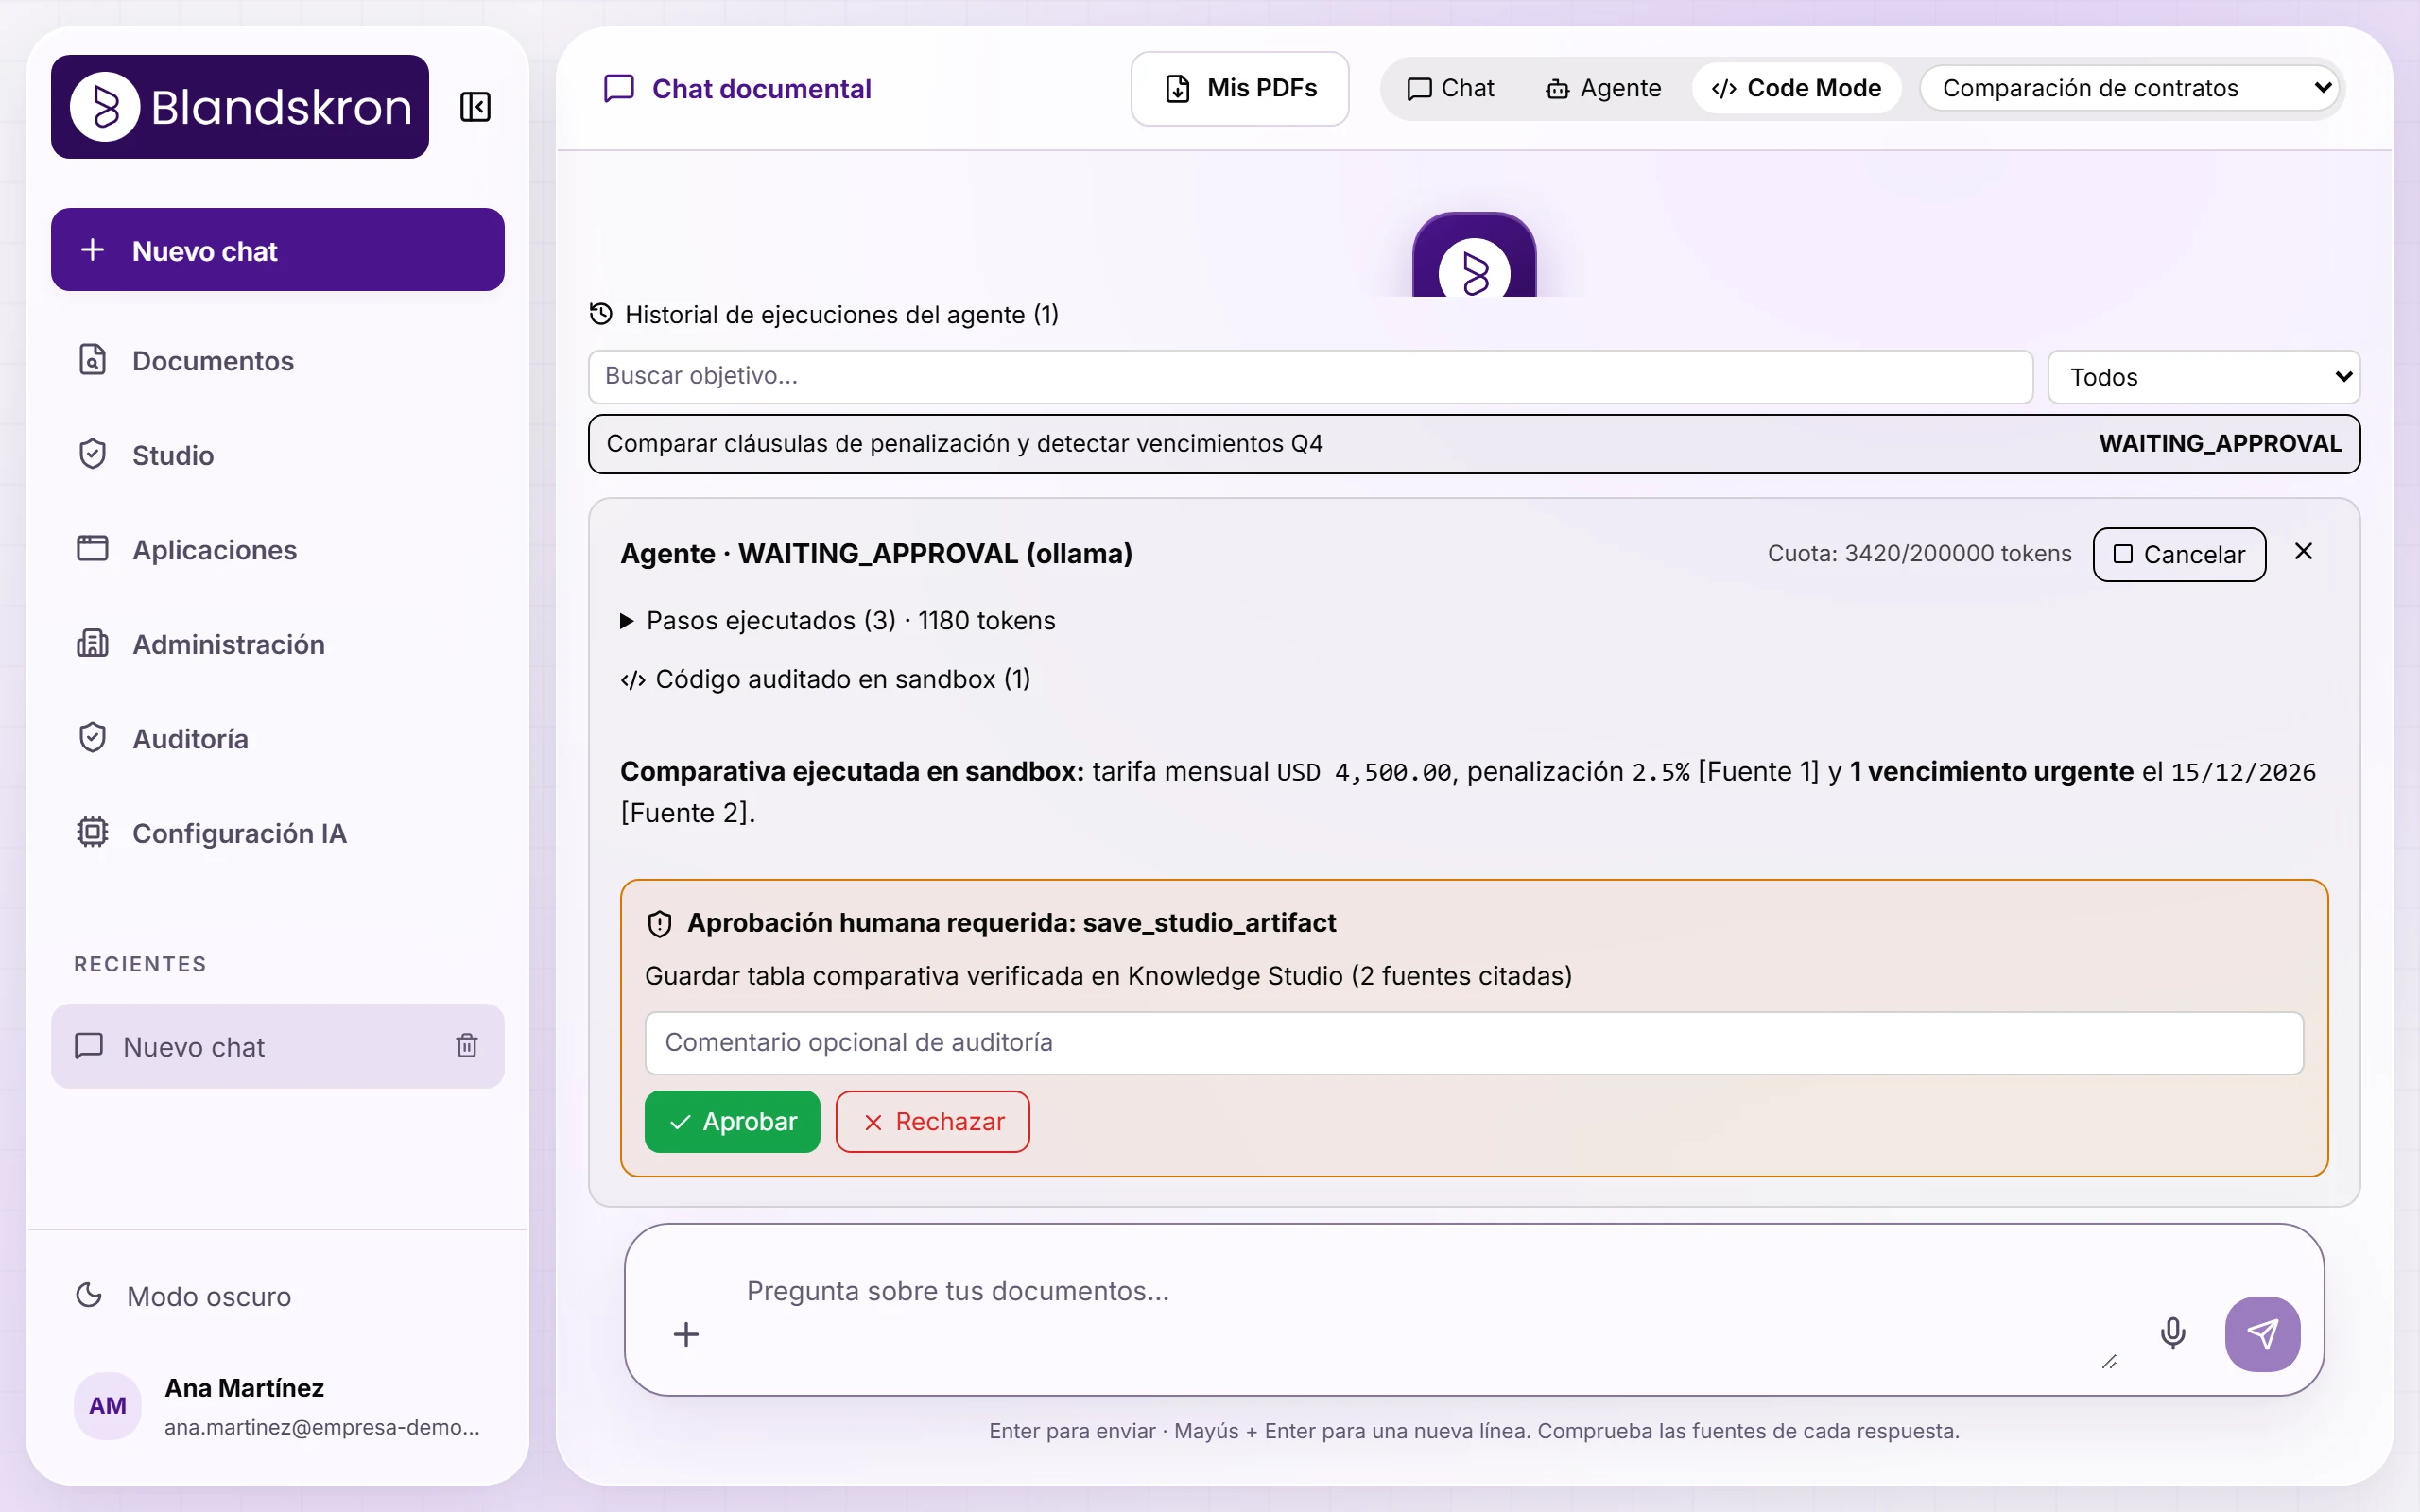 Blandskron
Nuevo chat
Documentos
Studio
Aplicaciones
Administración
Auditoría
Configuración IA
RECIENTES
Nuevo chat
Modo oscuro
AM
Ana Martínez
ana.martinez@empresa-demo...
Chat documental
Mis PDFs
Chat
Agente
Code Mode
Comparación de contratos
Historial de ejecuciones del agente (1)
Buscar objetivo...
Todos
Comparar cláusulas de penalización y detectar vencimientos Q4
WAITING_APPROVAL
Agente · WAITING_APPROVAL (ollama)
Cuota: 3420/200000 tokens
Cancelar
Pasos ejecutados (3) · 1180 tokens
Código auditado en sandbox (1)
Comparativa ejecutada en sandbox: tarifa mensual USD 4,500.00, penalización 2.5% [Fuente 1] y 1 vencimiento urgente el 15/12/2026
[Fuente 2].
Aprobación humana requerida: save_studio_artifact
Guardar tabla comparativa verificada en Knowledge Studio (2 fuentes citadas)
Comentario opcional de auditoría
Aprobar
Rechazar
Pregunta sobre tus documentos...
Enter para enviar · Mayús + Enter para una nueva línea. Comprueba las fuentes de cada respuesta.